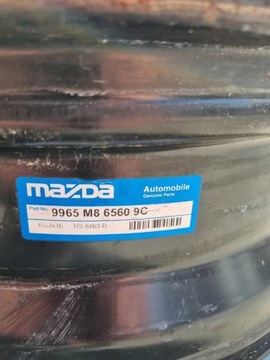 mazda
Automobile
Genuine Parts
Part No. 9965 M8 6560 9C